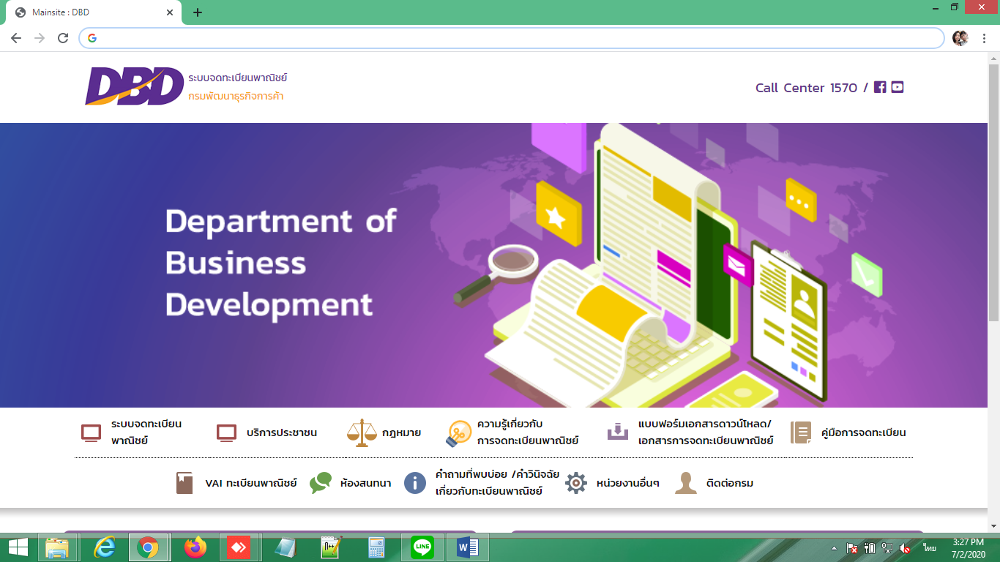 Mainsite : DBD
DBD
ระบบจดทะเบียนพาณิชย์
กรมพัฒนาธุรกิจการค้า
Call Center 1570 /
Department of
Business
Development
ระบบจดทะเบียน
พาณิชย์
บริการประชาชน
กฎหมาย
ความรู้เกี่ยวกับ
การจดทะเบียนพาณิชย์
แบบฟอร์มเอกสารดาวน์โหลด/
เอกสารการจดทะเบียนพาณิชย์
คู่มือการจดทะเบียน
VAI ทะเบียนพาณิชย์
ห้องสนทนา
คำถามที่พบบ่อย /คำวินิจฉัย
เกี่ยวกับทะเบียนพาณิชย์
หน่วยงานอื่นๆ
ติดต่อกรม
LINE
ไทย
3:27 PM
7/2/2020